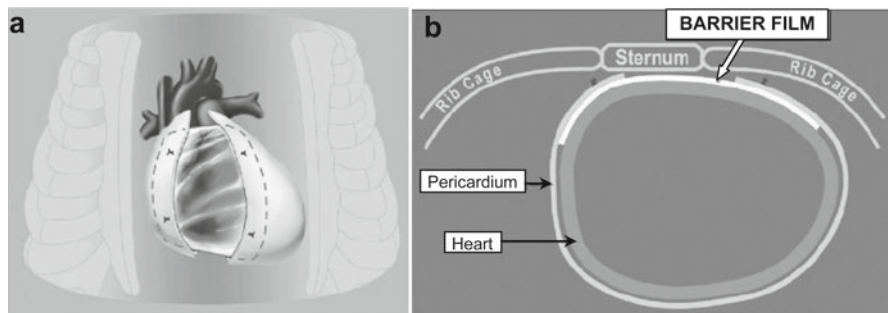 a
b
BARRIER FILM
Sternum
Rib Cage
Rib Cage
Pericardium
Heart